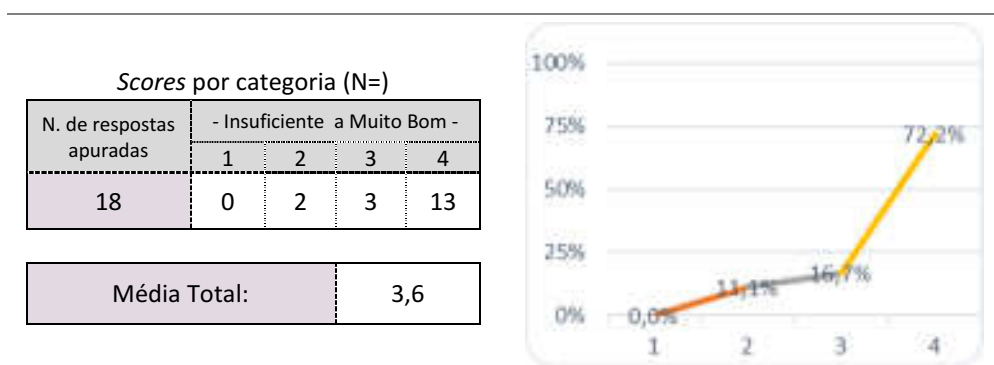 Scores por categoria (N=)
N. de respostas apuradas
- Insuficiente a Muito Bom -
1 2 3 4
18 0 2 3 13
Média Total: 3,6
100%
75%
50%
25%
0%
0,0%
11,1%
16,7%
72,2%
1 2 3 4